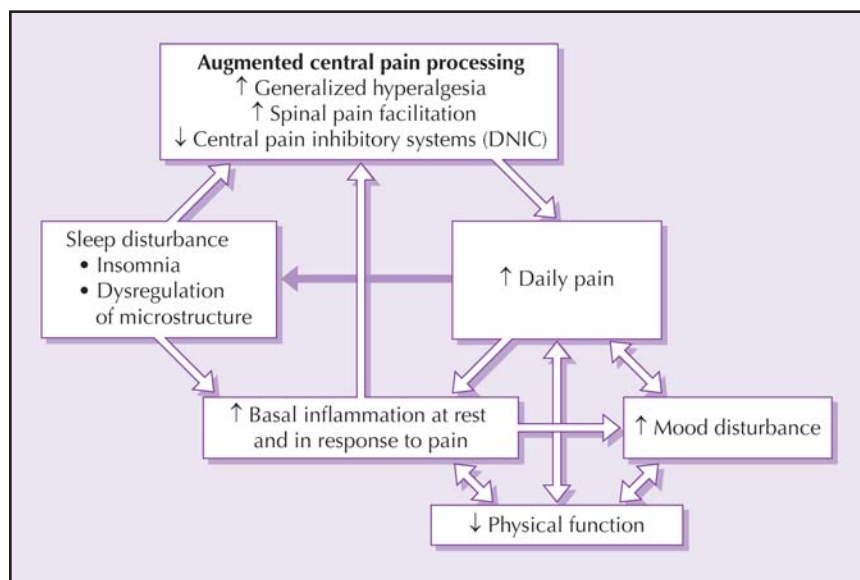 Augmented central pain processing
↑ Generalized hyperalgesia
↑ Spinal pain facilitation
↓ Central pain inhibitory systems (DNIC)
Sleep disturbance
• Insomnia
• Dysregulation
of microstructure
↑ Daily pain
↑ Basal inflammation at rest
and in response to pain
↑ Mood disturbance
↓ Physical function